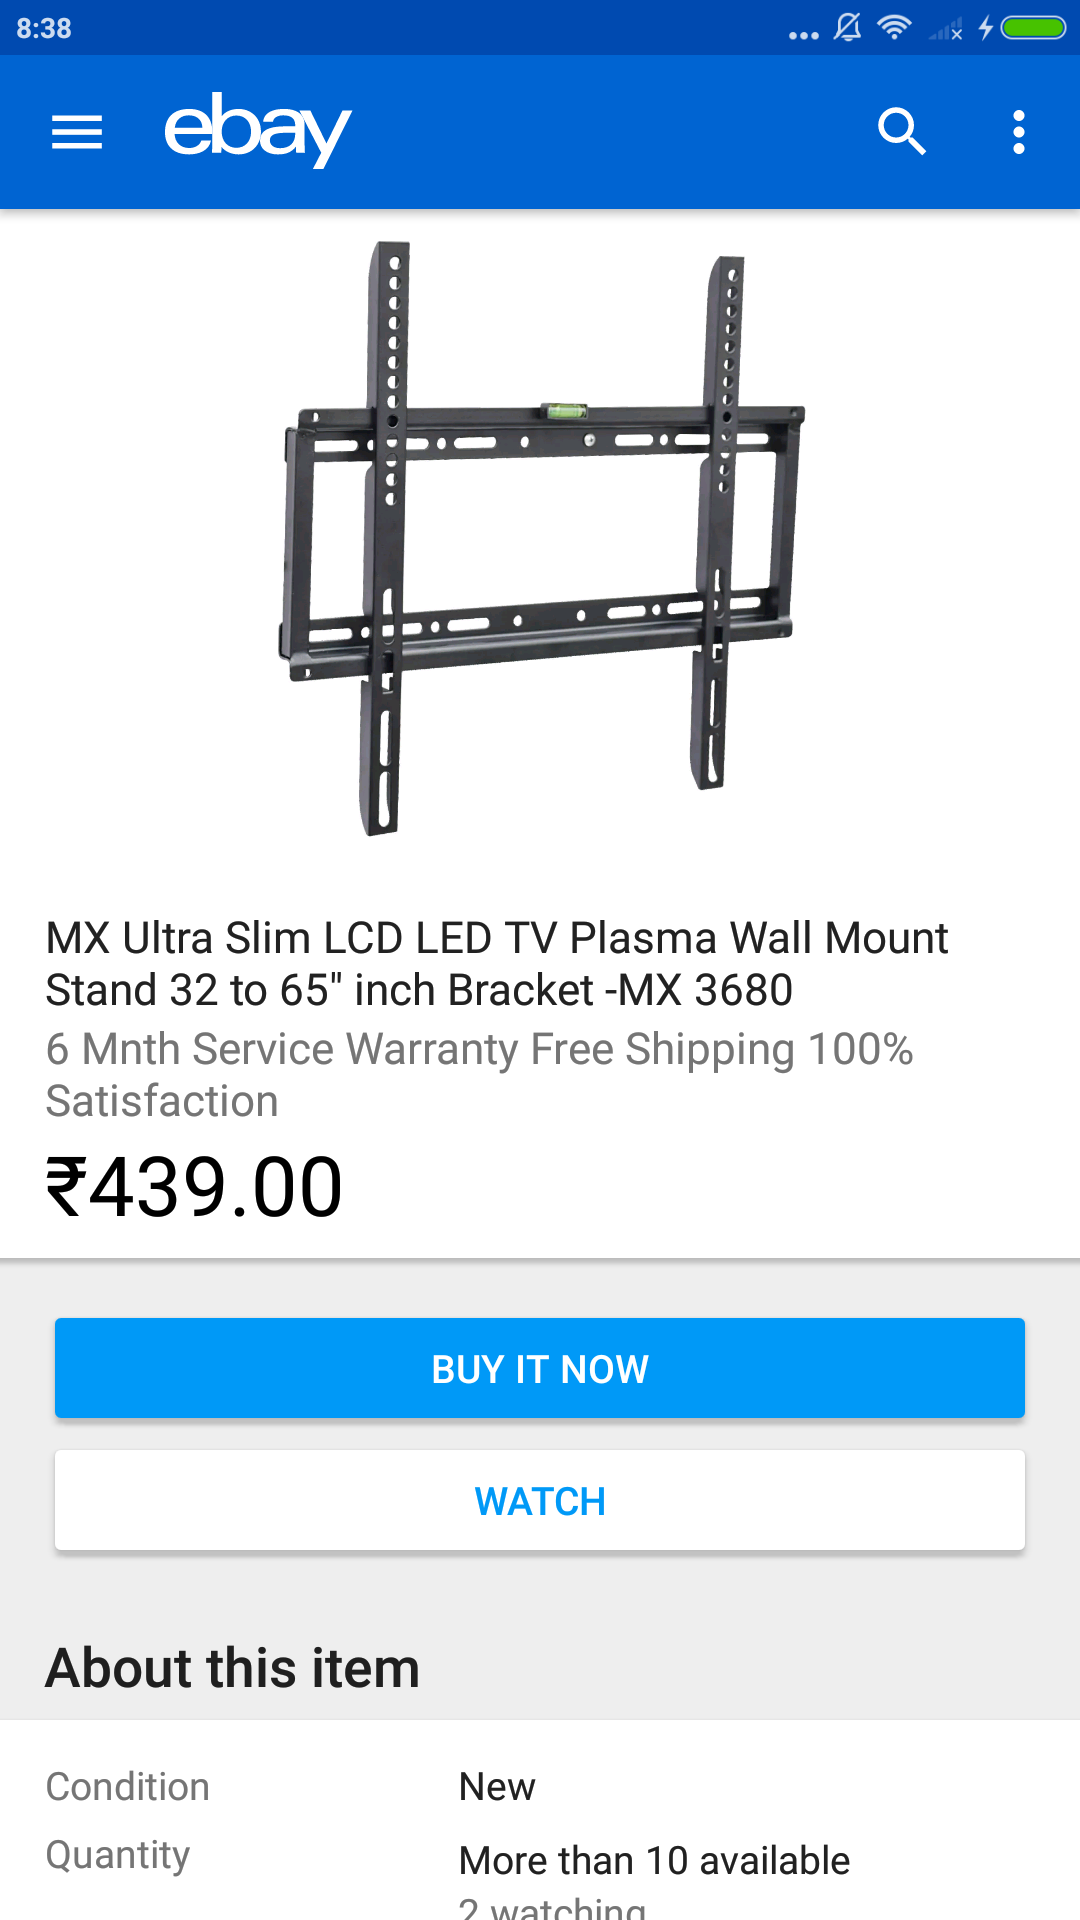 8:38
ebay
MX Ultra Slim LCD LED TV Plasma Wall Mount
Stand 32 to 65" inch Bracket -MX 3680
6 Mnth Service Warranty Free Shipping 100%
Satisfaction
₹439.00
BUY IT NOW
WATCH
About this item
Condition New
Quantity More than 10 available
2 watching